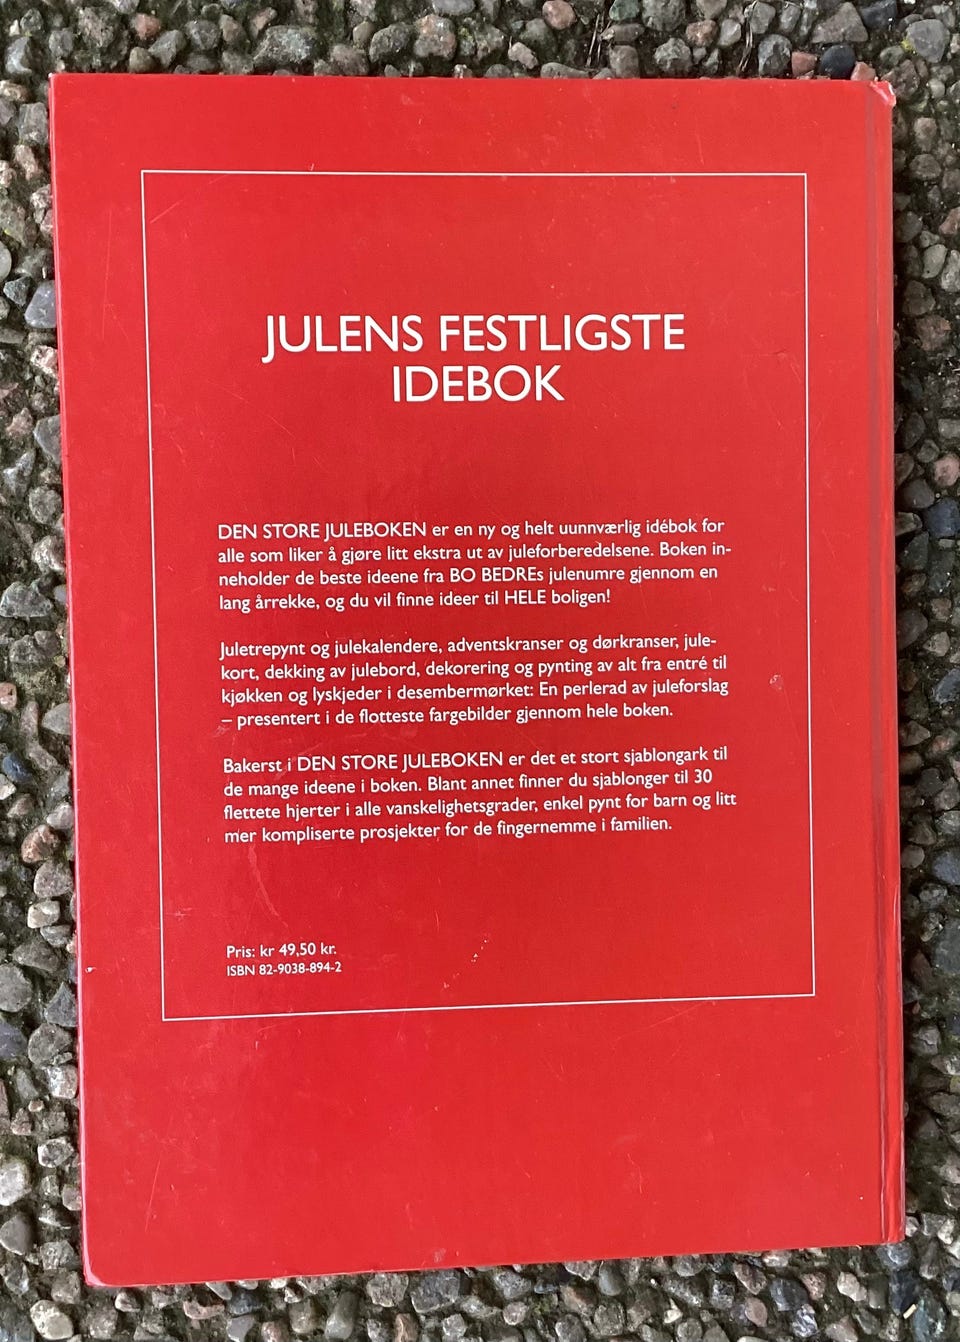 JULENS FESTLIGSTE
IDEBOK
DEN STORE JULEBOKEN er en ny og helt uunnværlig idébok for
alle som liker å gjøre litt ekstra ut av juleforberedelsene. Boken in-
neholder de beste ideene fra BO BEDREs julenumre gjennom en
lang årrekke, og du vil finne ideer til HELE boligen!
Juletrepynt og julekalendere, adventskranser og dørkranser, jule-
kort, dekking av julebord, dekorering og pynting av alt fra entré til
kjøkken og lyskjeder i desembermørket: En perlerad av juleforslag
– presentert i de flotteste fargebilder gjennom hele boken.
Bakerst i DEN STORE JULEBOKEN er det et stort sjablongark til
de mange ideene i boken. Blant annet finner du sjablonger til 30
flettete hjerter i alle vanskelighetsgrader, enkel pynt for barn og litt
mer kompliserte prosjekter for de fingernemme i familien.
Pris: kr 49,50 kr.
ISBN 82-9038-894-2